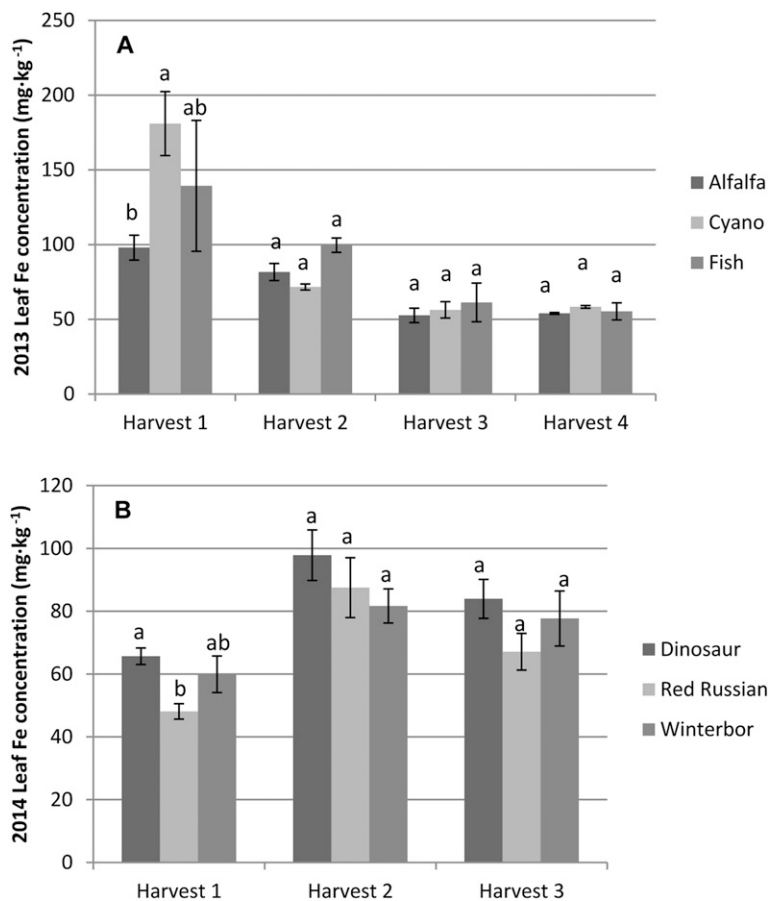 A
2013 Leaf Fe concentration (mg·kg⁻¹)
250
200
150
100
50
0
b a ab
a a a
a a a
a a a
Harvest 1 Harvest 2 Harvest 3 Harvest 4
Alfalfa
Cyano
Fish
B
2014 Leaf Fe concentration (mg·kg⁻¹)
120
100
80
60
40
20
0
a b ab
a a a
a a a
Harvest 1 Harvest 2 Harvest 3
Dinosaur
Red Russian
Winterbor